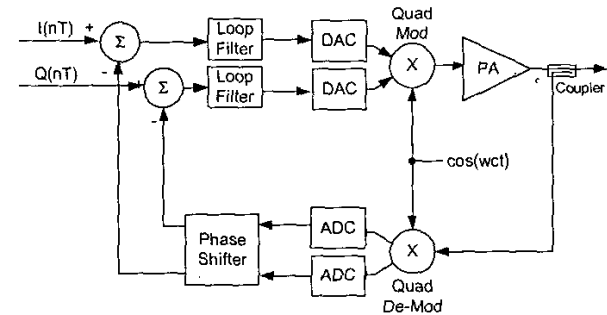 I(nT)
+
Σ
-
Loop
Filter
DAC
Quad
Mod
X
PA
Coupler
Q(nT)
+
Σ
-
Loop
Filter
DAC
cos(wct)
Phase
Shifter
ADC
ADC
X
Quad
De-Mod